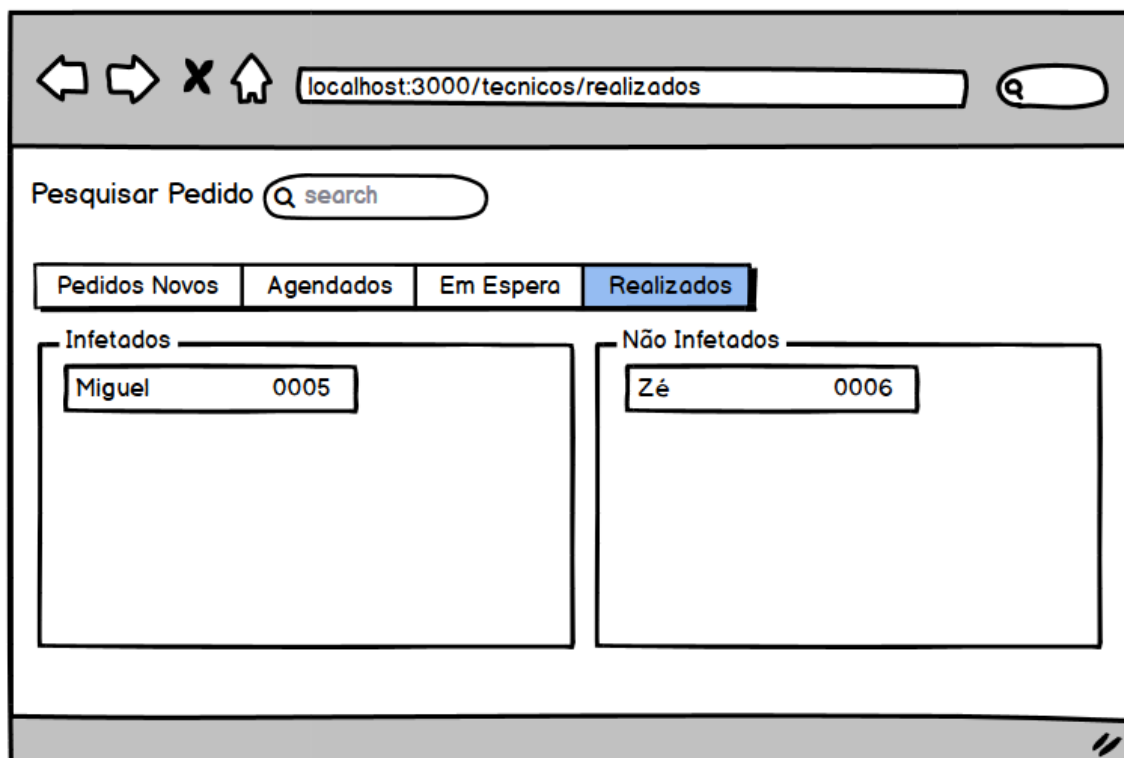 localhost:3000/tecnicos/realizados
Pesquisar Pedido search
Pedidos Novos Agendados Em Espera Realizados
Infetados
Miguel 0005
Não Infetados
Zé 0006